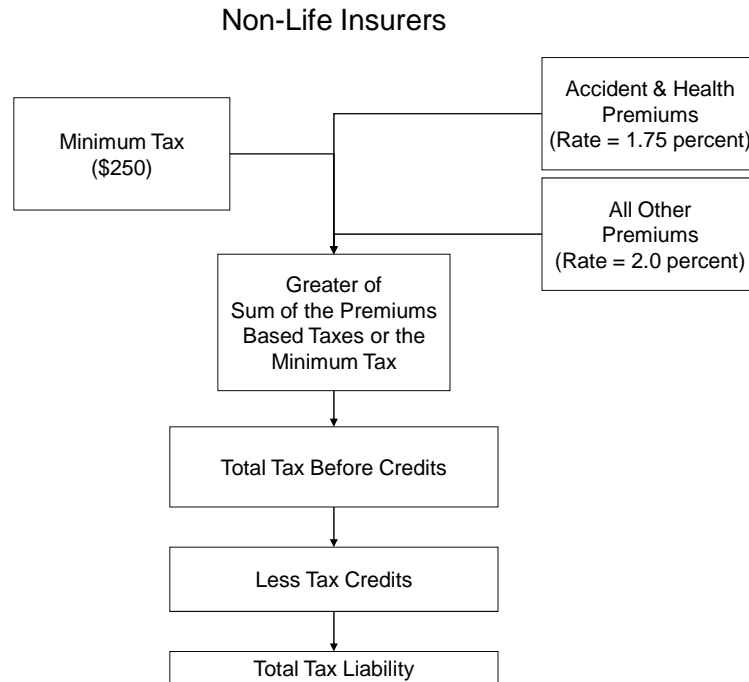 Non-Life Insurers
Minimum Tax
($250)
Accident & Health
Premiums
(Rate = 1.75 percent)
All Other
Premiums
(Rate = 2.0 percent)
Greater of
Sum of the Premiums
Based Taxes or the
Minimum Tax
Total Tax Before Credits
Less Tax Credits
Total Tax Liability